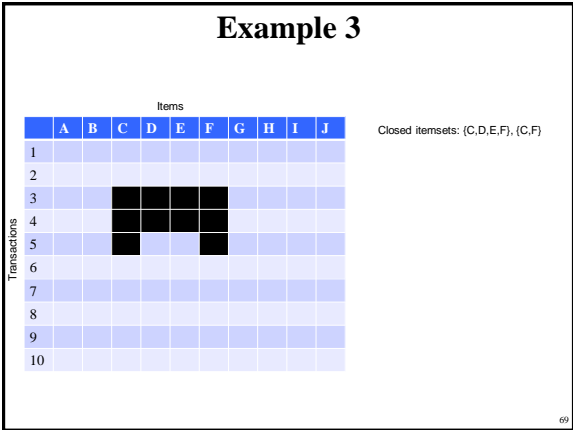 Example 3
Items
A B C D E F G H I J
Closed itemsets: {C,D,E,F}, {C,F}
Transactions
1
2
3
4
5
6
7
8
9
10
69